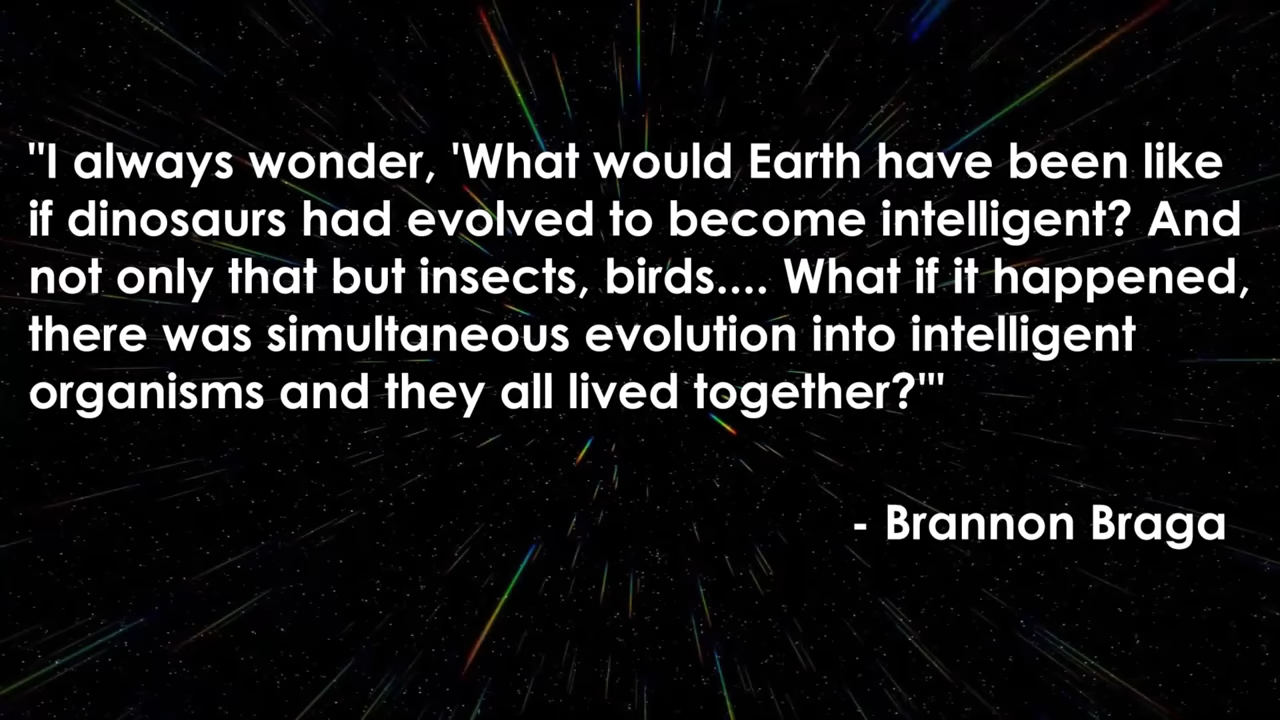 "I always wonder, 'What would Earth have been like
if dinosaurs had evolved to become intelligent? And
not only that but insects, birds.... What if it happened,
there was simultaneous evolution into intelligent
organisms and they all lived together?'"
- Brannon Braga